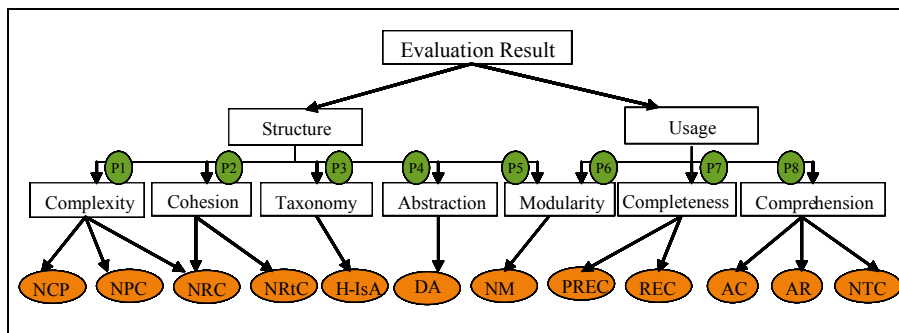 Evaluation Result
Structure
Usage
P1 P2 P3 P4 P5 P6 P7 P8
Complexity Cohesion Taxonomy Abstraction Modularity Completeness Comprehension
NCP NPC NRC NRtC H-IsA DA NM PREC REC AC AR NTC